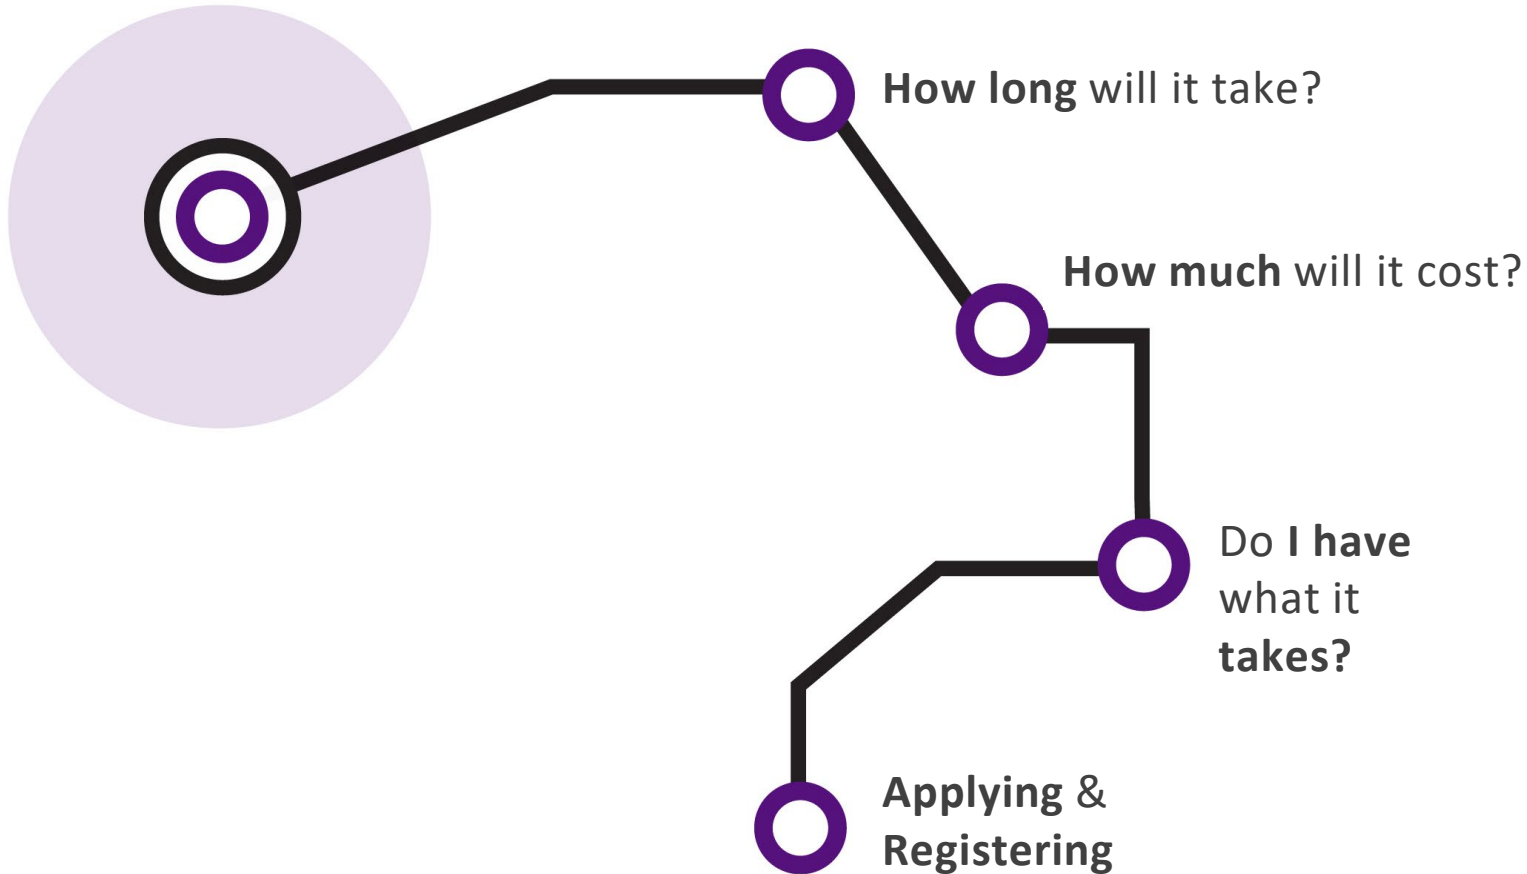 How long will it take?
How much will it cost?
Do I have
what it
takes?
Applying &
Registering